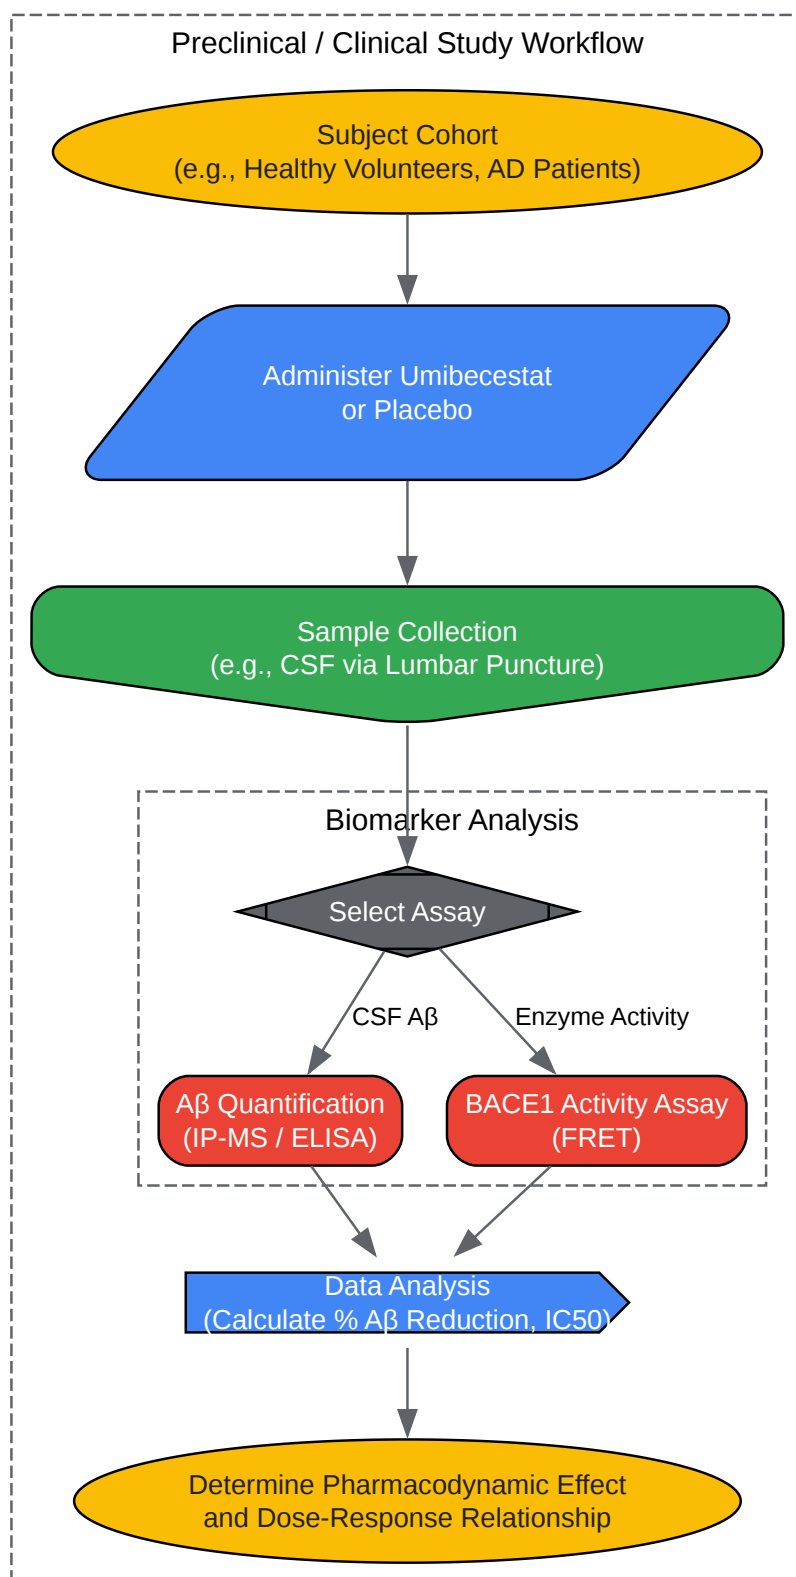 Preclinical / Clinical Study Workflow
Subject Cohort
(e.g., Healthy Volunteers, AD Patients)
Administer Umibecestat
or Placebo
Sample Collection
(e.g., CSF via Lumbar Puncture)
Biomarker Analysis
Select Assay
CSF Aβ
Enzyme Activity
Aβ Quantification
(IP-MS / ELISA)
BACE1 Activity Assay
(FRET)
Data Analysis
(Calculate % Aβ Reduction, IC50)
Determine Pharmacodynamic Effect
and Dose-Response Relationship